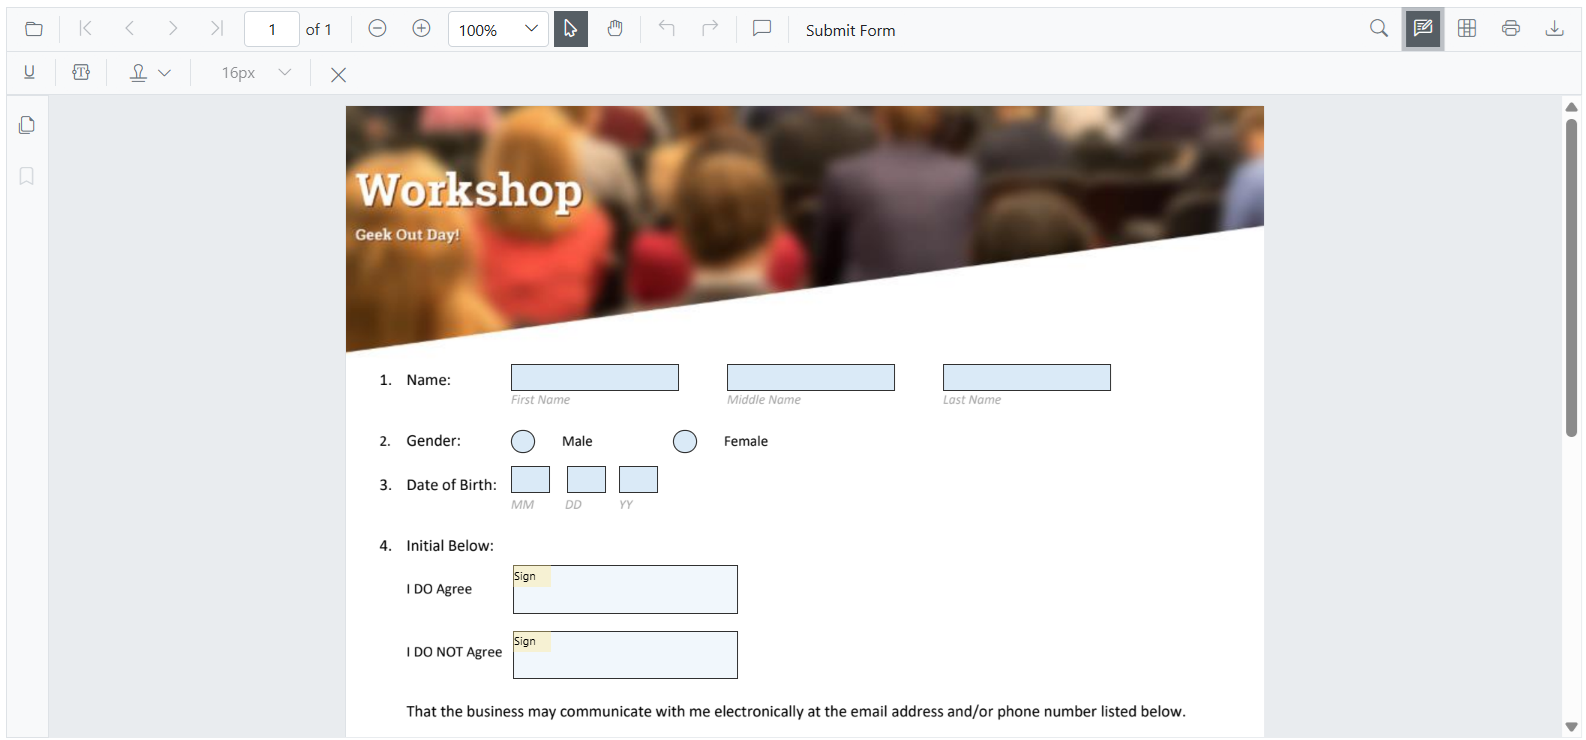 1 of 1 100% Submit Form
U T 16px
Workshop
Geek Out Day!
1. Name:
First Name Middle Name Last Name
2. Gender: Male Female
3. Date of Birth:
MM DD YY
4. Initial Below:
Sign
I DO Agree
Sign
I DO NOT Agree
That the business may communicate with me electronically at the email address and/or phone number listed below.